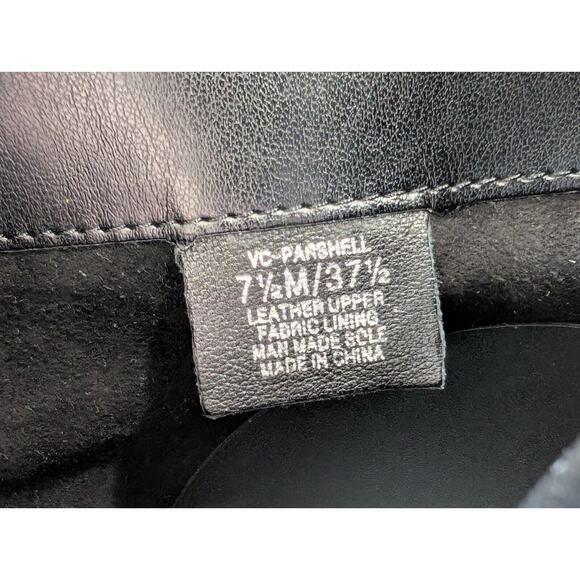 VC-PARSHELL
7½M/37½
LEATHER UPPER
FABRIC LINING
MAN MADE SOLE
MADE IN CHINA